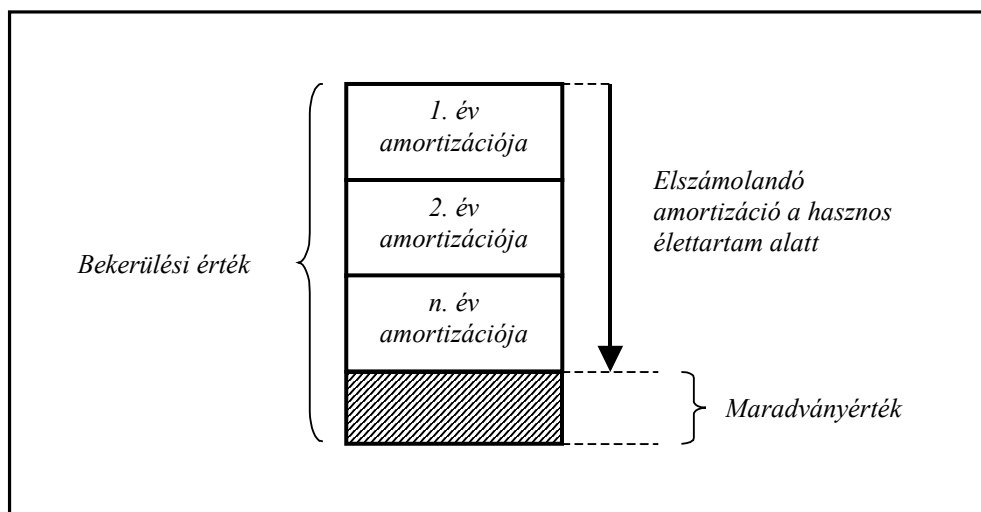 1. év
amortizációja
2. év
amortizációja
n. év
amortizációja
Bekerülési érték
Elszámolandó
amortizáció a hasznos
élettartam alatt
Maradványérték